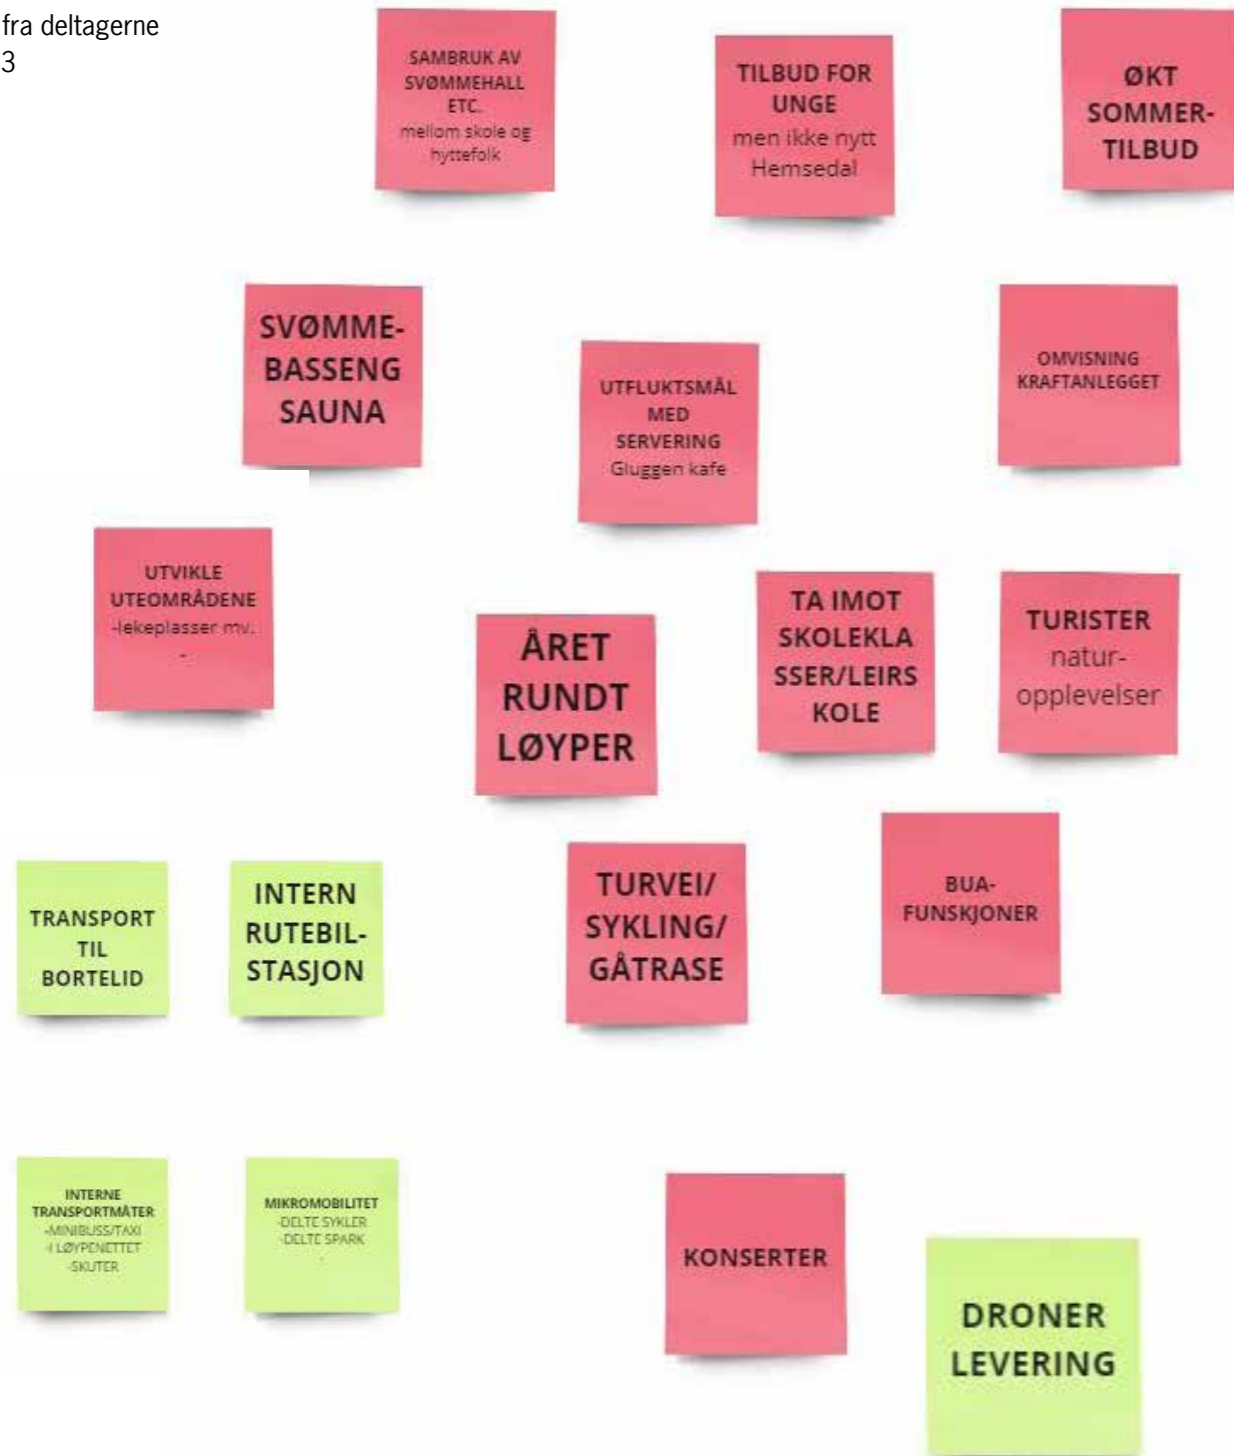 fra deltagerne
3
SAMBRUK AV
SVØMMEHALL
ETC.
mellom skole og
hyttefolk
TILBUD FOR
UNGE
men ikke nytt
Hemsedal
ØKT
SOMMER-
TILBUD
SVØMME-
BASSENG
SAUNA
UTFLUKTSMÅL
MED
SERVERING
Gluggen kafe
OMVISNING
KRAFTANLEGGET
UTVIKLE
UTEOMRÅDENE
-lekeplasser mv.
-
ÅRET
RUNDT
LØYPER
TA IMOT
SKOLEKLA
SSER/LEIRS
KOLE
TURISTER
natur-
opplevelser
TRANSPORT
TIL
BORTELID
INTERN
RUTEBIL-
STASJON
TURVEI/
SYKLING/
GÅTRASE
BUA-
FUNSKJONER
INTERNE
TRANSPORTMÅTER
-MINIBUSS/TAXI
-I LØYPENETTET
-SKUTER
MIKROMOBILITET
-DELTE SYKLER
-DELTE SPARK
-
KONSERTER
DRONER
LEVERING